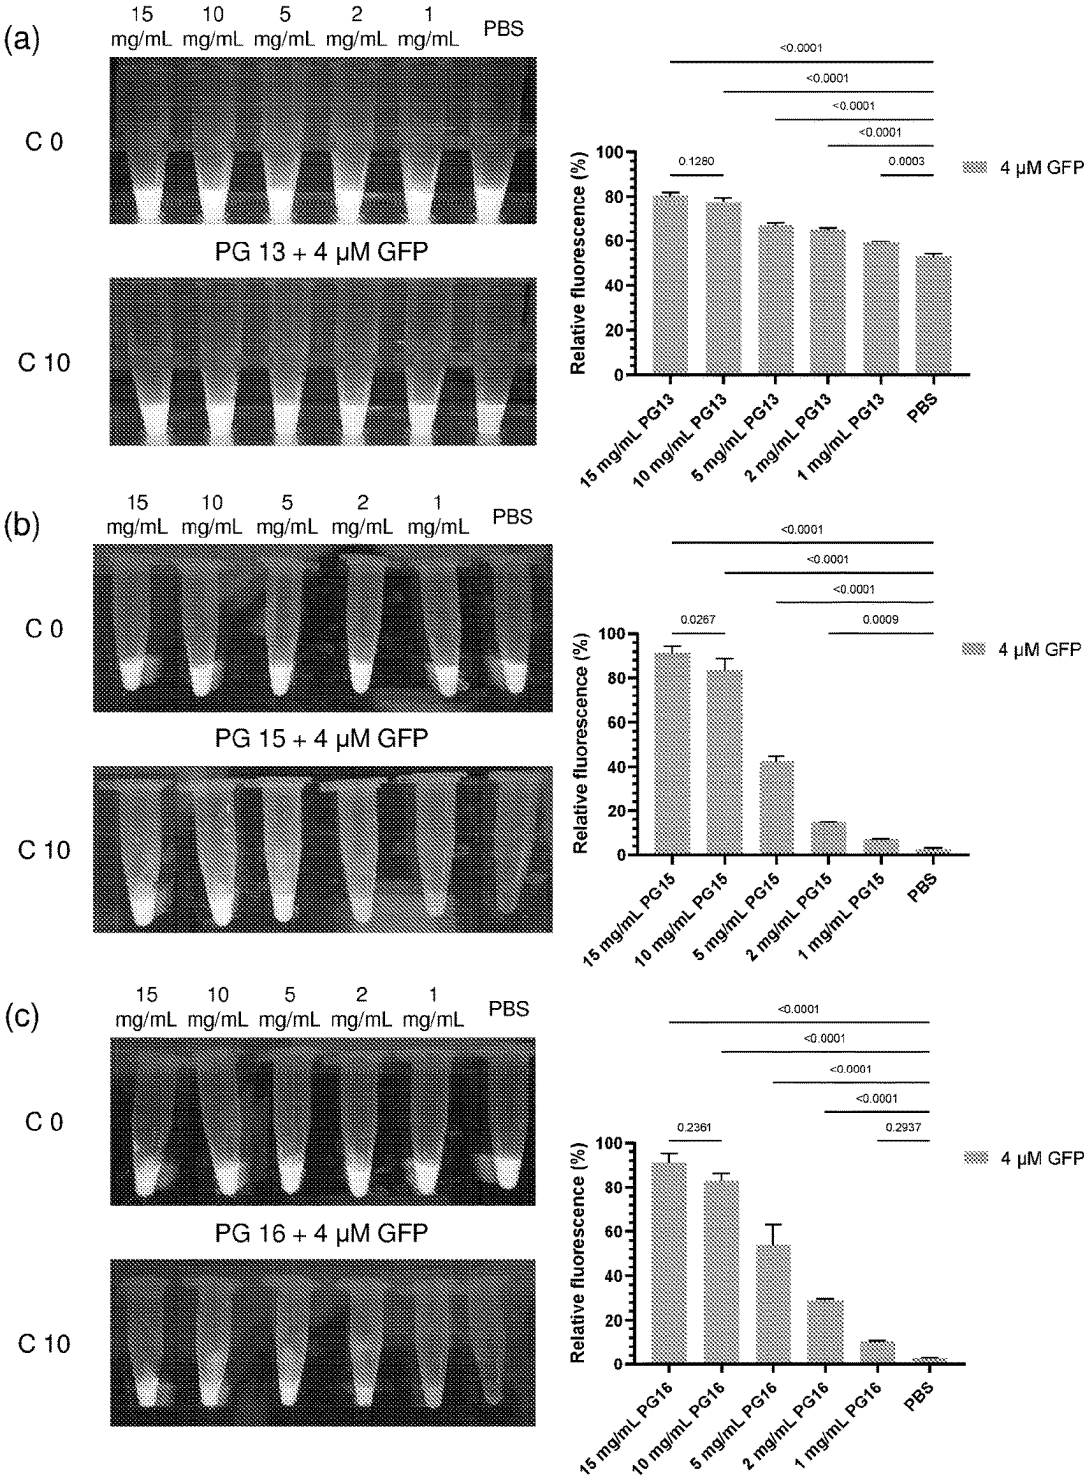 (a)
15 10 5 2 1 PBS
mg/mL mg/mL mg/mL mg/mL mg/mL
C 0
PG 13 + 4 µM GFP
C 10
<0.0001
<0.0001
<0.0001
<0.0001
0.1280
0.0003
4 µM GFP
Relative fluorescence (%)
100
80
60
40
20
0
15 mg/mL PG13
10 mg/mL PG13
5 mg/mL PG13
2 mg/mL PG13
1 mg/mL PG13
PBS
(b)
15 10 5 2 1 PBS
mg/mL mg/mL mg/mL mg/mL mg/mL
C 0
PG 15 + 4 µM GFP
C 10
<0.0001
<0.0001
<0.0001
0.0267
0.0009
4 µM GFP
Relative fluorescence (%)
100
80
60
40
20
0
15 mg/mL PG15
10 mg/mL PG15
5 mg/mL PG15
2 mg/mL PG15
1 mg/mL PG15
PBS
(c)
15 10 5 2 1 PBS
mg/mL mg/mL mg/mL mg/mL mg/mL
C 0
PG 16 + 4 µM GFP
C 10
<0.0001
<0.0001
<0.0001
<0.0001
0.2361
0.2937
4 µM GFP
Relative fluorescence (%)
100
80
60
40
20
0
15 mg/mL PG16
10 mg/mL PG16
5 mg/mL PG16
2 mg/mL PG16
1 mg/mL PG16
PBS